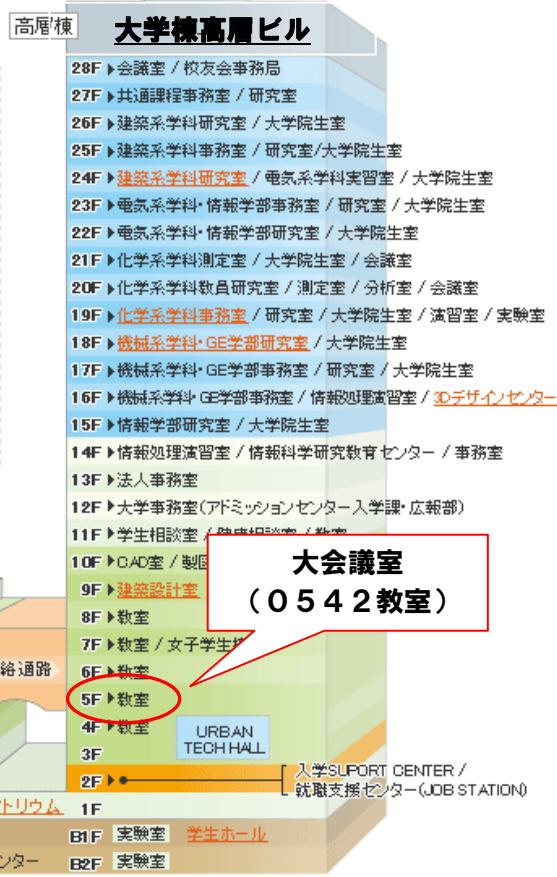 高層棟
大学棟高層ビル
28F 会議室 / 校友会事務局
27F 共通課程事務室 / 研究室
26F 建築系学科研究室 / 大学院生室
25F 建築系学科事務室 / 研究室/大学院生室
24F 建築系学科研究室 / 電気系学科実習室 / 大学院生室
23F 電気系学科・情報学部事務室 / 研究室 / 大学院生室
22F 電気系学科・情報学部研究室 / 大学院生室
21F 化学系学科測定室 / 大学院生室 / 会議室
20F 化学系学科教員研究室 / 測定室 / 分析室 / 会議室
19F 化学系学科事務室 / 研究室 / 大学院生室 / 演習室 / 実験室
18F 機械系学科・GE学部研究室 / 大学院生室
17F 機械系学科・GE学部事務室 / 研究室 / 大学院生室
16F 機械系学科・GE学部事務室 / 情報処理演習室 / 3Dデザインセンター
15F 情報学部研究室 / 大学院生室
14F 情報処理演習室 / 情報科学研究教育センター / 事務室
13F 法人事務室
12F 大学事務室(アドミッションセンター入学課・広報部)
11F 学生相談室 / 健康相談室 / 教室
10F CAD室 / 製図
大会議室
(0542教室)
9F 建築設計室
8F 教室
7F 教室 / 女子学生
絡通路
6F 教室
5F 教室
4F 教室
URBAN
TECH HALL
3F
2F
入学SUPORT CENTER /
就職支援センター(JOB STATION)
トリウム
1F
B1F 実験室 学生ホール
ンター
B2F 実験室